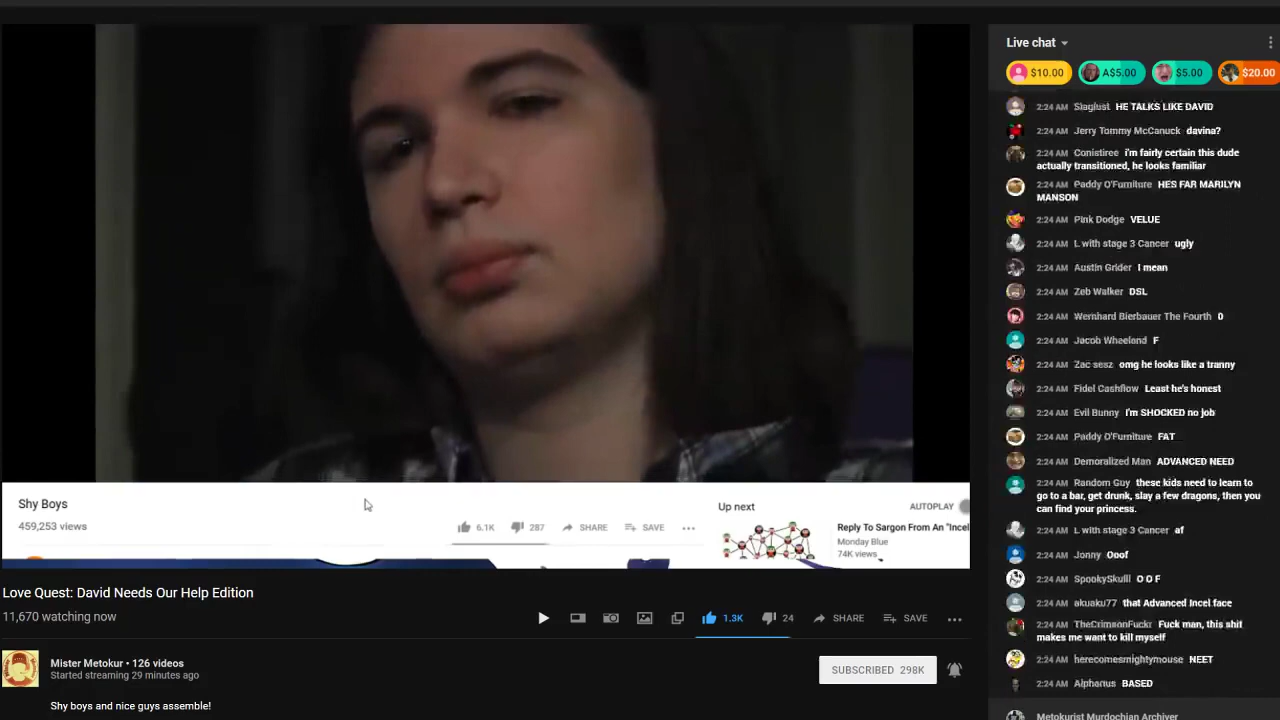 Shy Boys
459,253 views
6.1K
287
SHARE
SAVE
Up next
AUTOPLAY
Reply To Sargon From An "Incel
Monday Blue
74K views
Love Quest: David Needs Our Help Edition
11,670 watching now
1.3K
24
SHARE
SAVE
Mister Metokur • 126 videos
Started streaming 29 minutes ago
SUBSCRIBED 298K
Shy boys and nice guys assemble!
Live chat
$10.00
A$5.00
$5.00
$20.00
2:24 AM Slaglust HE TALKS LIKE DAVID
2:24 AM Jerry Tommy McCanuck davina?
2:24 AM Conistiree i'm fairly certain this dude
actually transitioned, he looks familiar
2:24 AM Paddy O'Furniture HES FAR MARILYN
MANSON
2:24 AM Pink Dodge VELUE
2:24 AM L with stage 3 Cancer ugly
2:24 AM Austin Grider I mean
2:24 AM Zeb Walker DSL
2:24 AM Wernhard Bierbauer The Fourth 0
2:24 AM Jacob Wheeland F
2:24 AM Zac sesz omg he looks like a tranny
2:24 AM Fidel Cashflow Least he's honest
2:24 AM Evil Bunny I'm SHOCKED no job
2:24 AM Paddy O'Furniture FAT
2:24 AM Demoralized Man ADVANCED NEED
2:24 AM Random Guy these kids need to learn to
go to a bar, get drunk, slay a few dragons, then you
can find your princess.
2:24 AM L with stage 3 Cancer af
2:24 AM Jonny Ooof
2:24 AM SpookySkulll O O F
2:24 AM akuaku77 that Advanced Incel face
2:24 AM TheCrimsonFuckr Fuck man, this shit
makes me want to kill myself
2:24 AM herecomesmightymouse NEET
2:24 AM Alphanus BASED
Metokurist Murdochian Archiver